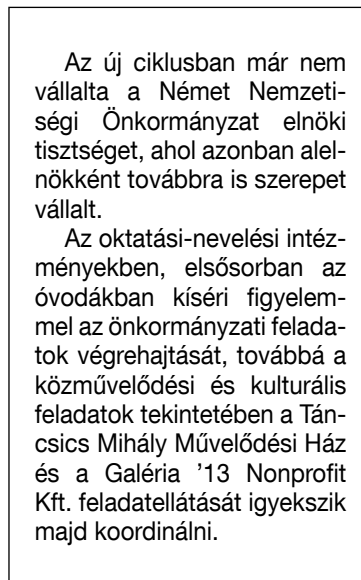 Az új ciklusban már nem
vállalta a Német Nemzeti-
ségi Önkormányzat elnöki
tisztséget, ahol azonban alel-
nökként továbbra is szerepet
vállalt.
Az oktatási-nevelési intéz-
ményekben, elsősorban az
óvodákban kíséri figyelem-
mel az önkormányzati felada-
tok végrehajtását, továbbá a
közművelődési és kulturális
feladatok tekintetében a Tán-
csics Mihály Művelődési Ház
és a Galéria ’13 Nonprofit
Kft. feladatellátását igyekszik
majd koordinálni.